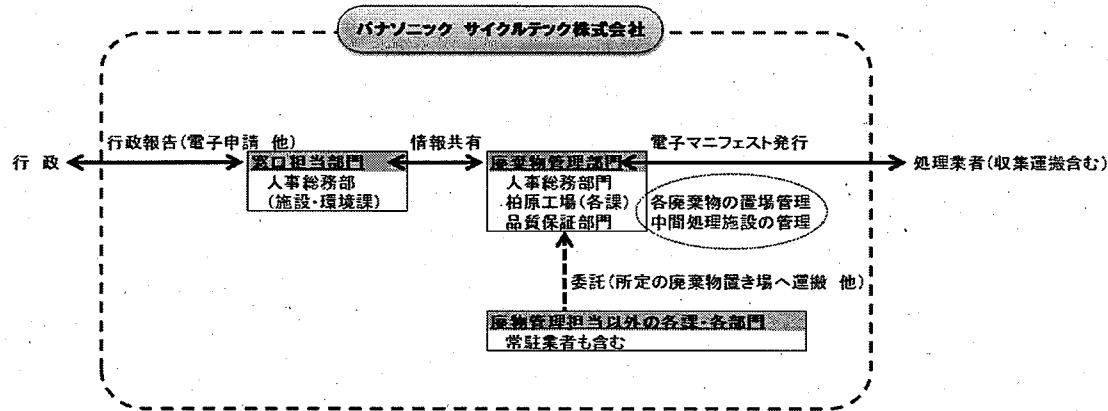 パナソニック サイクルテック株式会社
行政報告(電子申請 他)
情報共有
電子マニフェスト発行
行 政
窓口担当部門
廃棄物管理部門
処理業者(収集運搬含む)
人事総務部
(施設・環境課)
人事総務部門
柏原工場(各課)
品質保証部門
各廃棄物の置場管理
中間処理施設の管理
委託(所定の廃棄物置き場へ運搬 他)
廃物管理担当以外の各課・各部門
常駐業者も含む